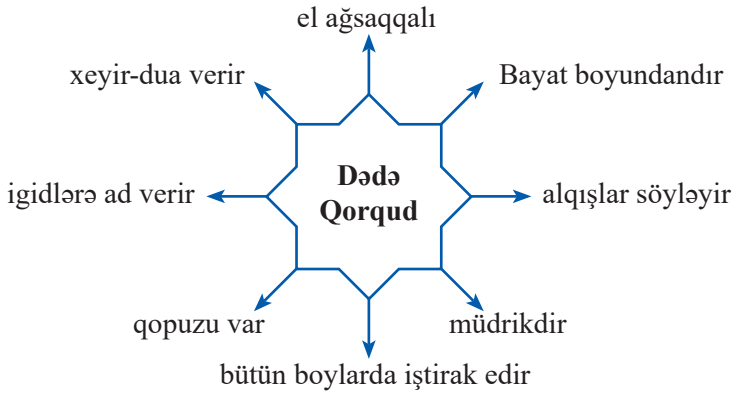 el ağsaqqalı
xeyir-dua verir
Bayat boyundandır
igidlərə ad verir
Dədə
Qorqud
alqışlar söyləyir
qopuzu var
müdrikdir
bütün boylarda iştirak edir